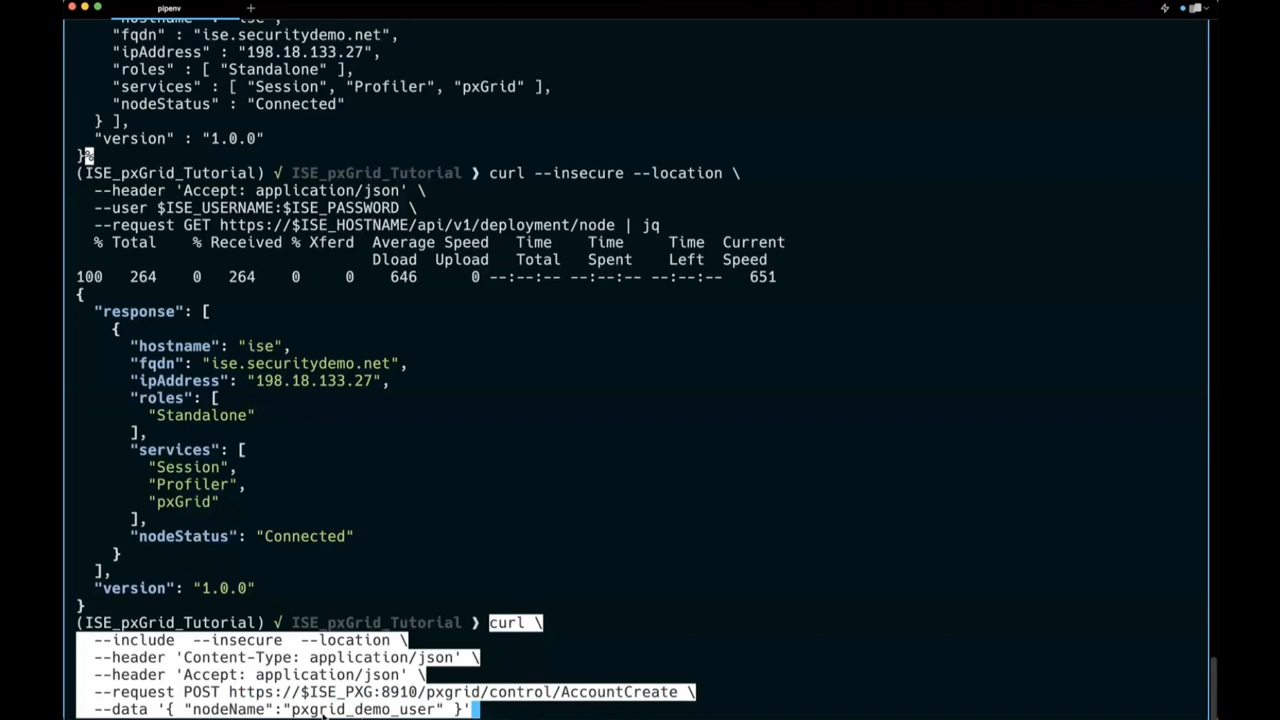 pipenv
"hostname" : "ise",
"fqdn" : "ise.securitydemo.net",
"ipAddress" : "198.18.133.27",
"roles" : [ "Standalone" ],
"services" : [ "Session", "Profiler", "pxGrid" ],
"nodeStatus" : "Connected"
} ],
"version" : "1.0.0"
}%
(ISE_pxGrid_Tutorial) √ ISE_pxGrid_Tutorial ❯ curl --insecure --location \
--header 'Accept: application/json' \
--user $ISE_USERNAME:$ISE_PASSWORD \
--request GET https://$ISE_HOSTNAME/api/v1/deployment/node | jq
% Total % Received % Xferd Average Speed Time Time Time Current
Dload Upload Total Spent Left Speed
100 264 0 264 0 0 646 0 --:--:-- --:--:-- --:--:-- 651
{
"response": [
{
"hostname": "ise",
"fqdn": "ise.securitydemo.net",
"ipAddress": "198.18.133.27",
"roles": [
"Standalone"
],
"services": [
"Session",
"Profiler",
"pxGrid"
],
"nodeStatus": "Connected"
}
],
"version": "1.0.0"
}
(ISE_pxGrid_Tutorial) √ ISE_pxGrid_Tutorial ❯ curl \
--include --insecure --location \
--header 'Content-Type: application/json' \
--header 'Accept: application/json' \
--request POST https://$ISE_PXG:8910/pxgrid/control/AccountCreate \
--data '{ "nodeName":"pxgrid_demo_user" }'